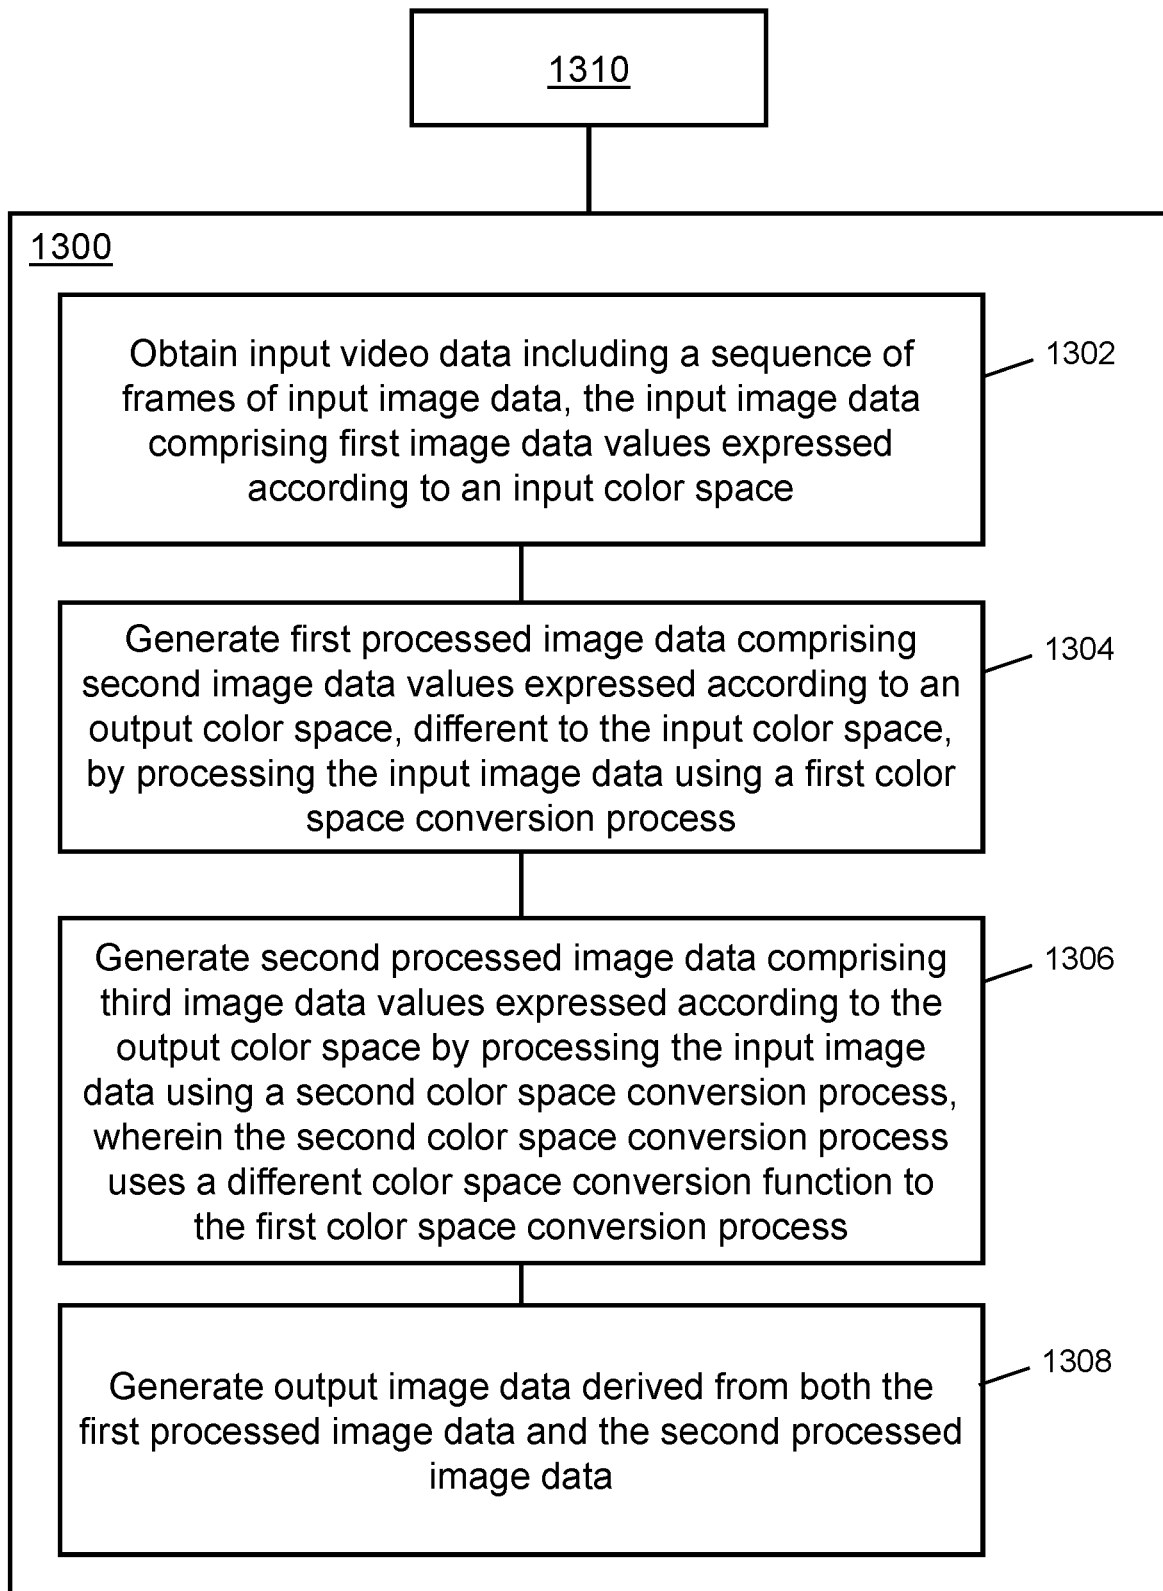 1310
1300
Obtain input video data including a sequence of
frames of input image data, the input image data
comprising first image data values expressed
according to an input color space
1302
Generate first processed image data comprising
second image data values expressed according to an
output color space, different to the input color space,
by processing the input image data using a first color
space conversion process
1304
Generate second processed image data comprising
third image data values expressed according to the
output color space by processing the input image
data using a second color space conversion process,
wherein the second color space conversion process
uses a different color space conversion function to
the first color space conversion process
1306
Generate output image data derived from both the
first processed image data and the second processed
image data
1308